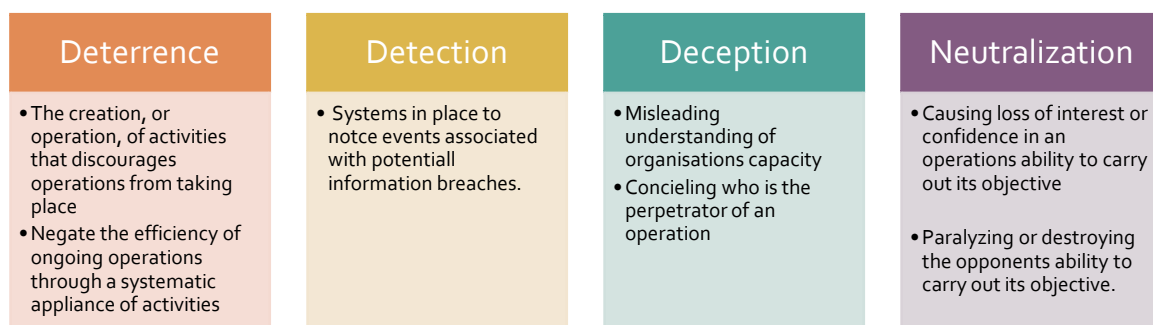 Deterrence
•The creation, or
operation, of activities
that discourages
operations from taking
place
•Negate the efficiency of
ongoing operations
through a systematic
appliance of activities
Detection
• Systems in place to
notce events associated
with potentiall
information breaches.
Deception
•Misleading
understanding of
organisations capacity
•Concieling who is the
perpetrator of an
operation
Neutralization
•Causing loss of interest or
confidence in an
operations ability to carry
out its objective
•Paralyzing or destroying
the opponents ability to
carry out its objective.